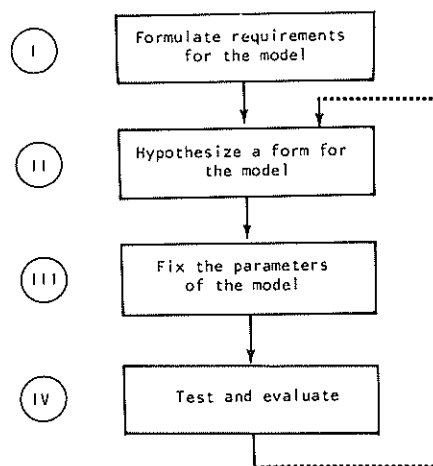 I
Formulate requirements
for the model
II
Hypothesize a form for
the model
III
Fix the parameters
of the model
IV
Test and evaluate